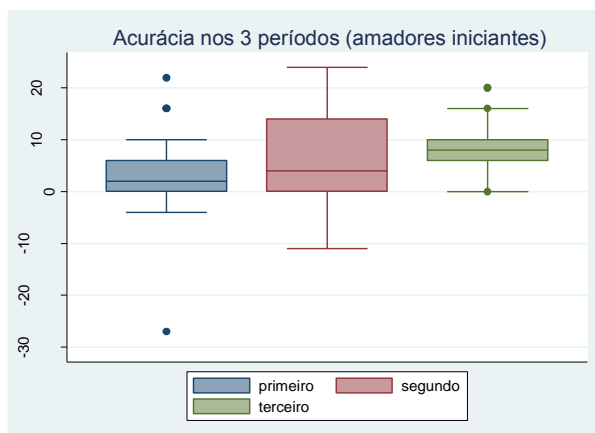 Acurácia nos 3 períodos (amadores iniciantes)
20
10
0
-10
-20
-30
primeiro segundo
terceiro